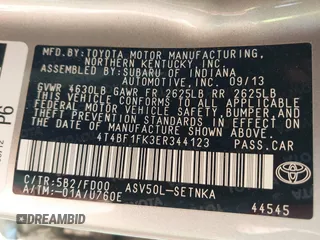 MFD. BY: TOYOTA MOTOR MANUFACTURING,
NORTHERN KENTUCKY, INC.
ASSEMBLED BY: SUBARU OF INDIANA
AUTOMOTIVE, INC. 09/13
GVWR 4630LB GAWR FR 2625LB RR 2625LB
THIS VEHICLE CONFORMS TO ALL APPLICABLE
FEDERAL MOTOR VEHICLE SAFETY, BUMPER,
AND THEFT PREVENTION STANDARDS IN EFFECT ON
THE DATE OF MANUFACTURE SHOWN ABOVE.
4T4BF1FK3ER344123 PASS.CAR
C/TR:5B2/FD00 ASV50L-SETNKA
A/TM:-01A/U760E
TOYOTA
44545
P6
DREAMBID